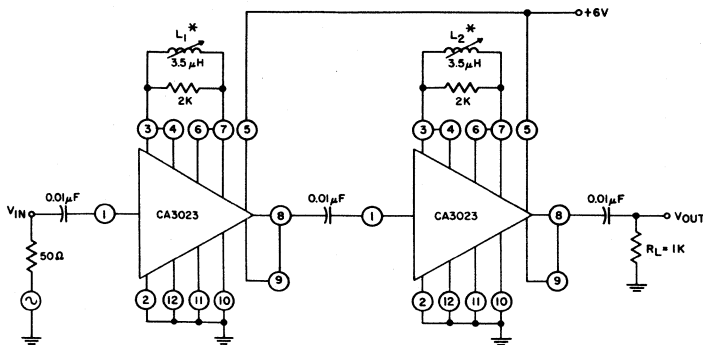 +6V
L1* L2*
3.5μH 3.5μH
2K 2K
3 4 6 7 5 3 4 6 7 5
0.01μF 0.01μF 0.01μF
VIN 1 CA3023 8 1 CA3023 8 VOUT
50Ω 9 9 RL = 1K
2 12 11 10 2 12 11 10